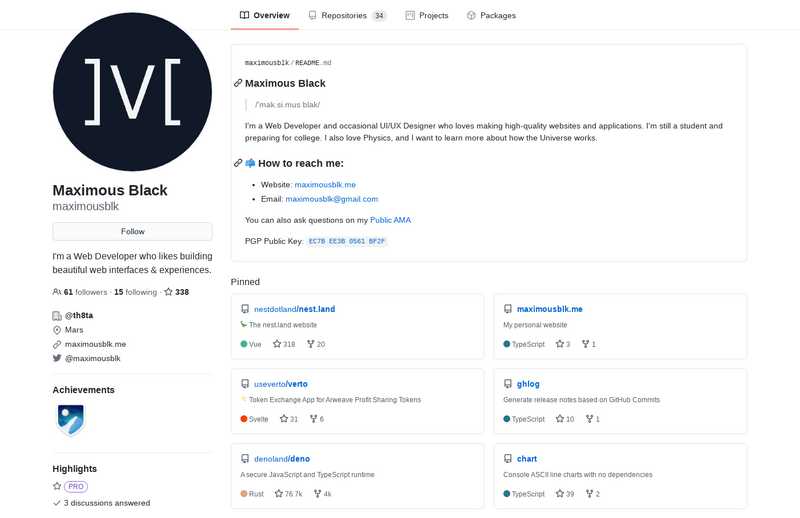 Overview
Repositories 34
Projects
Packages
]V[
Maximous Black
maximousblk
Follow
I'm a Web Developer who likes building
beautiful web interfaces & experiences.
61 followers · 15 following · 338
@th8ta
Mars
maximousblk.me
@maximousblk
Achievements
Highlights
PRO
3 discussions answered
maximousblk / README.md
Maximous Black
/ˈmak si mus blak/
I'm a Web Developer and occasional UI/UX Designer who loves making high-quality websites and applications. I'm still a student and
preparing for college. I also love Physics, and I want to learn more about how the Universe works.
How to reach me:
• Website: maximousblk.me
• Email: maximousblk@gmail.com
You can also ask questions on my Public AMA
PGP Public Key: EC7B EE3B 0561 BF2F
Pinned
nestdotland/nest.land
The nest.land website
Vue 318 20
maximousblk.me
My personal website
TypeScript 3 1
useverto/verto
Token Exchange App for Arweave Profit Sharing Tokens
Svelte 31 6
ghlog
Generate release notes based on GitHub Commits
TypeScript 10 1
denoland/deno
A secure JavaScript and TypeScript runtime
Rust 76.7k 4k
chart
Console ASCII line charts with no dependencies
TypeScript 39 2